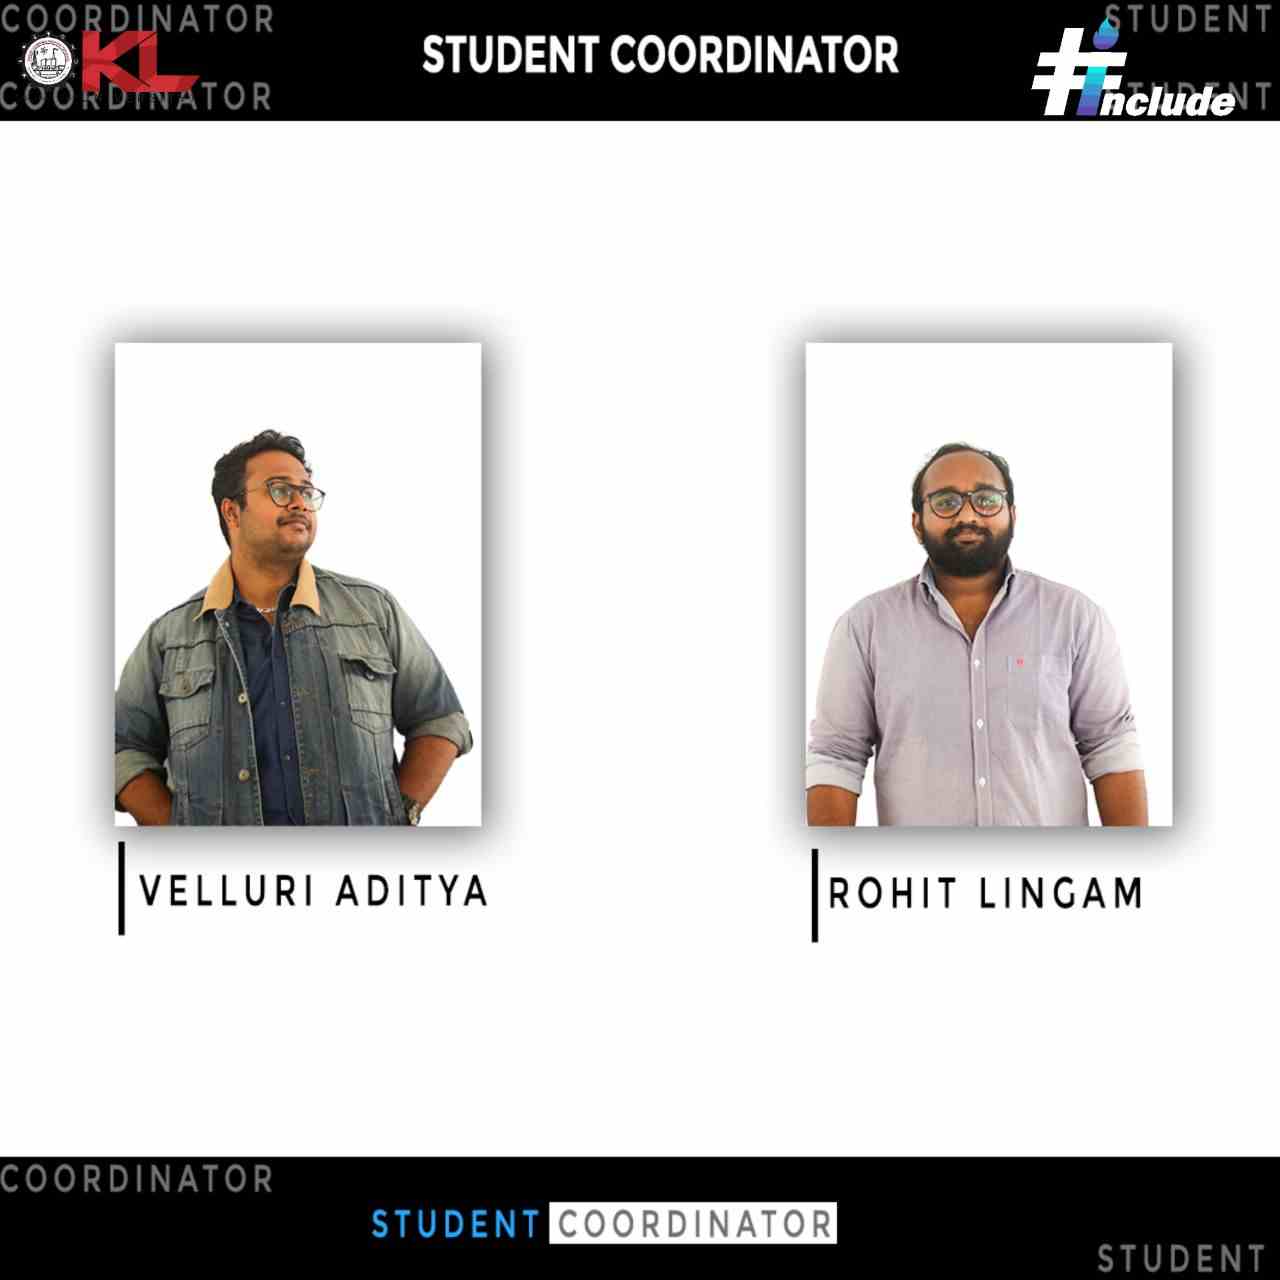 COORDINATOR
STUDENT
KL
STUDENT COORDINATOR
#include
COORDINATOR
STUDENT
VELLURI ADITYA
ROHIT LINGAM
COORDINATOR
STUDENT COORDINATOR
STUDENT